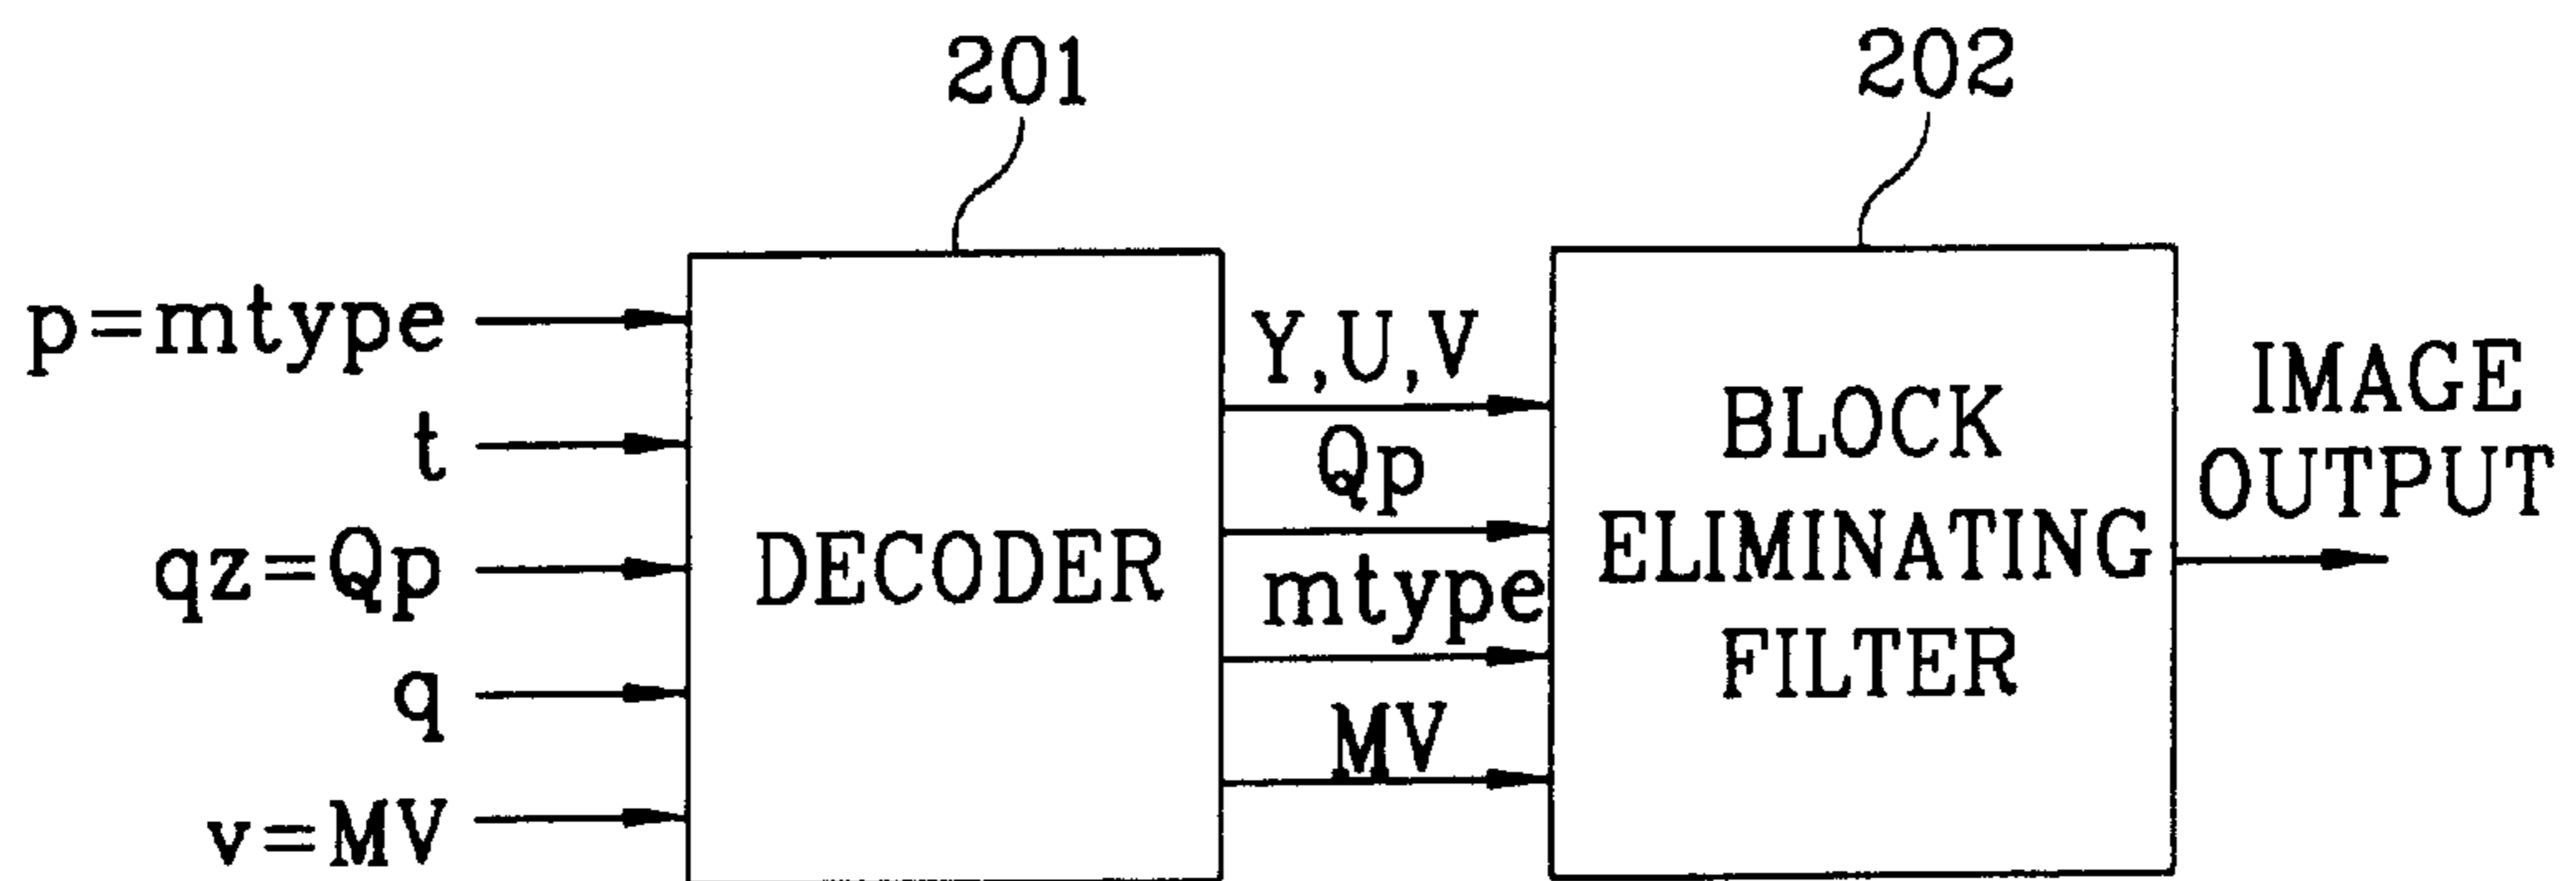 201
202
p=mtype
t
qz=Qp
q
v=MV
DECODER
Y,U,V
Qp
mtype
MV
BLOCK
ELIMINATING
FILTER
IMAGE
OUTPUT